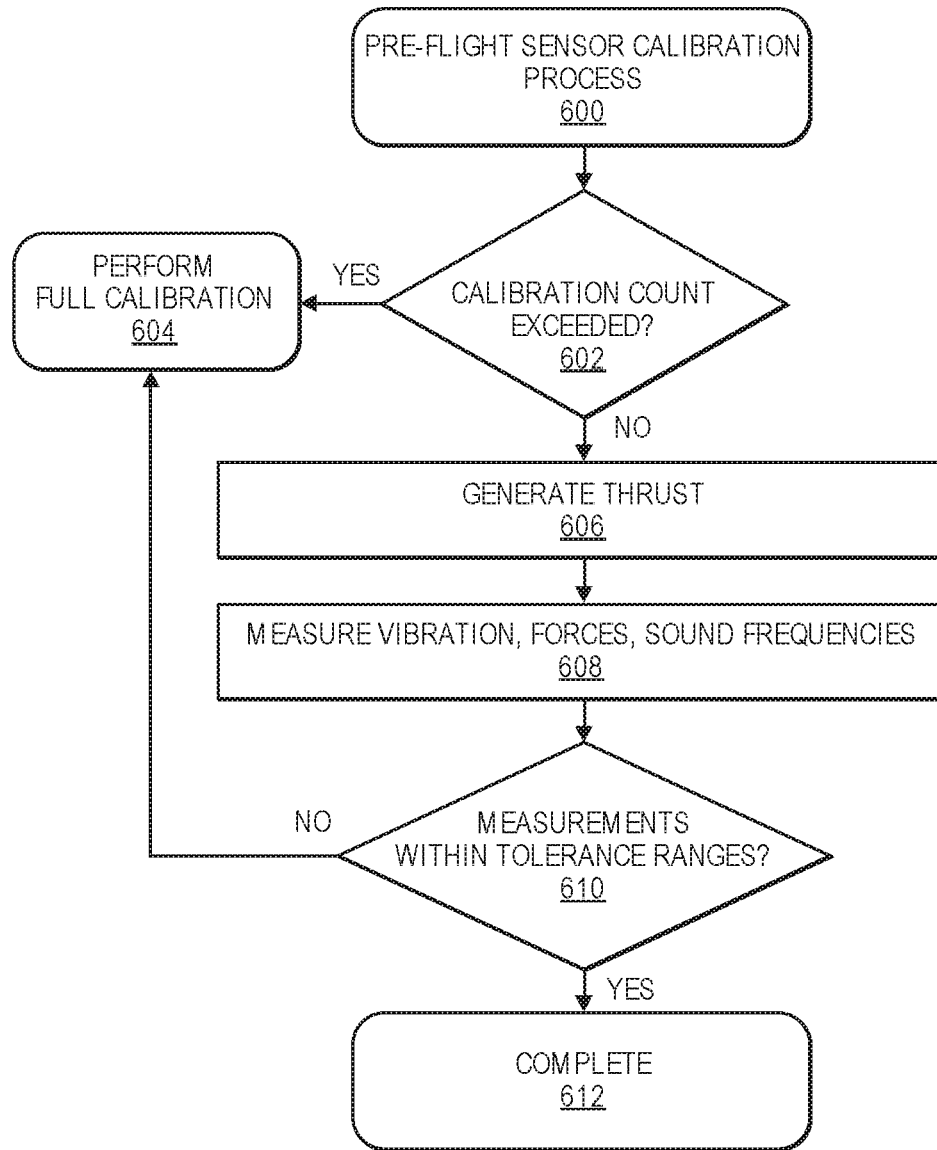 PRE-FLIGHT SENSOR CALIBRATION
PROCESS
600
PERFORM
FULL CALIBRATION
604
YES
CALIBRATION COUNT
EXCEEDED?
602
NO
GENERATE THRUST
606
MEASURE VIBRATION, FORCES, SOUND FREQUENCIES
608
NO
MEASUREMENTS
WITHIN TOLERANCE RANGES?
610
YES
COMPLETE
612